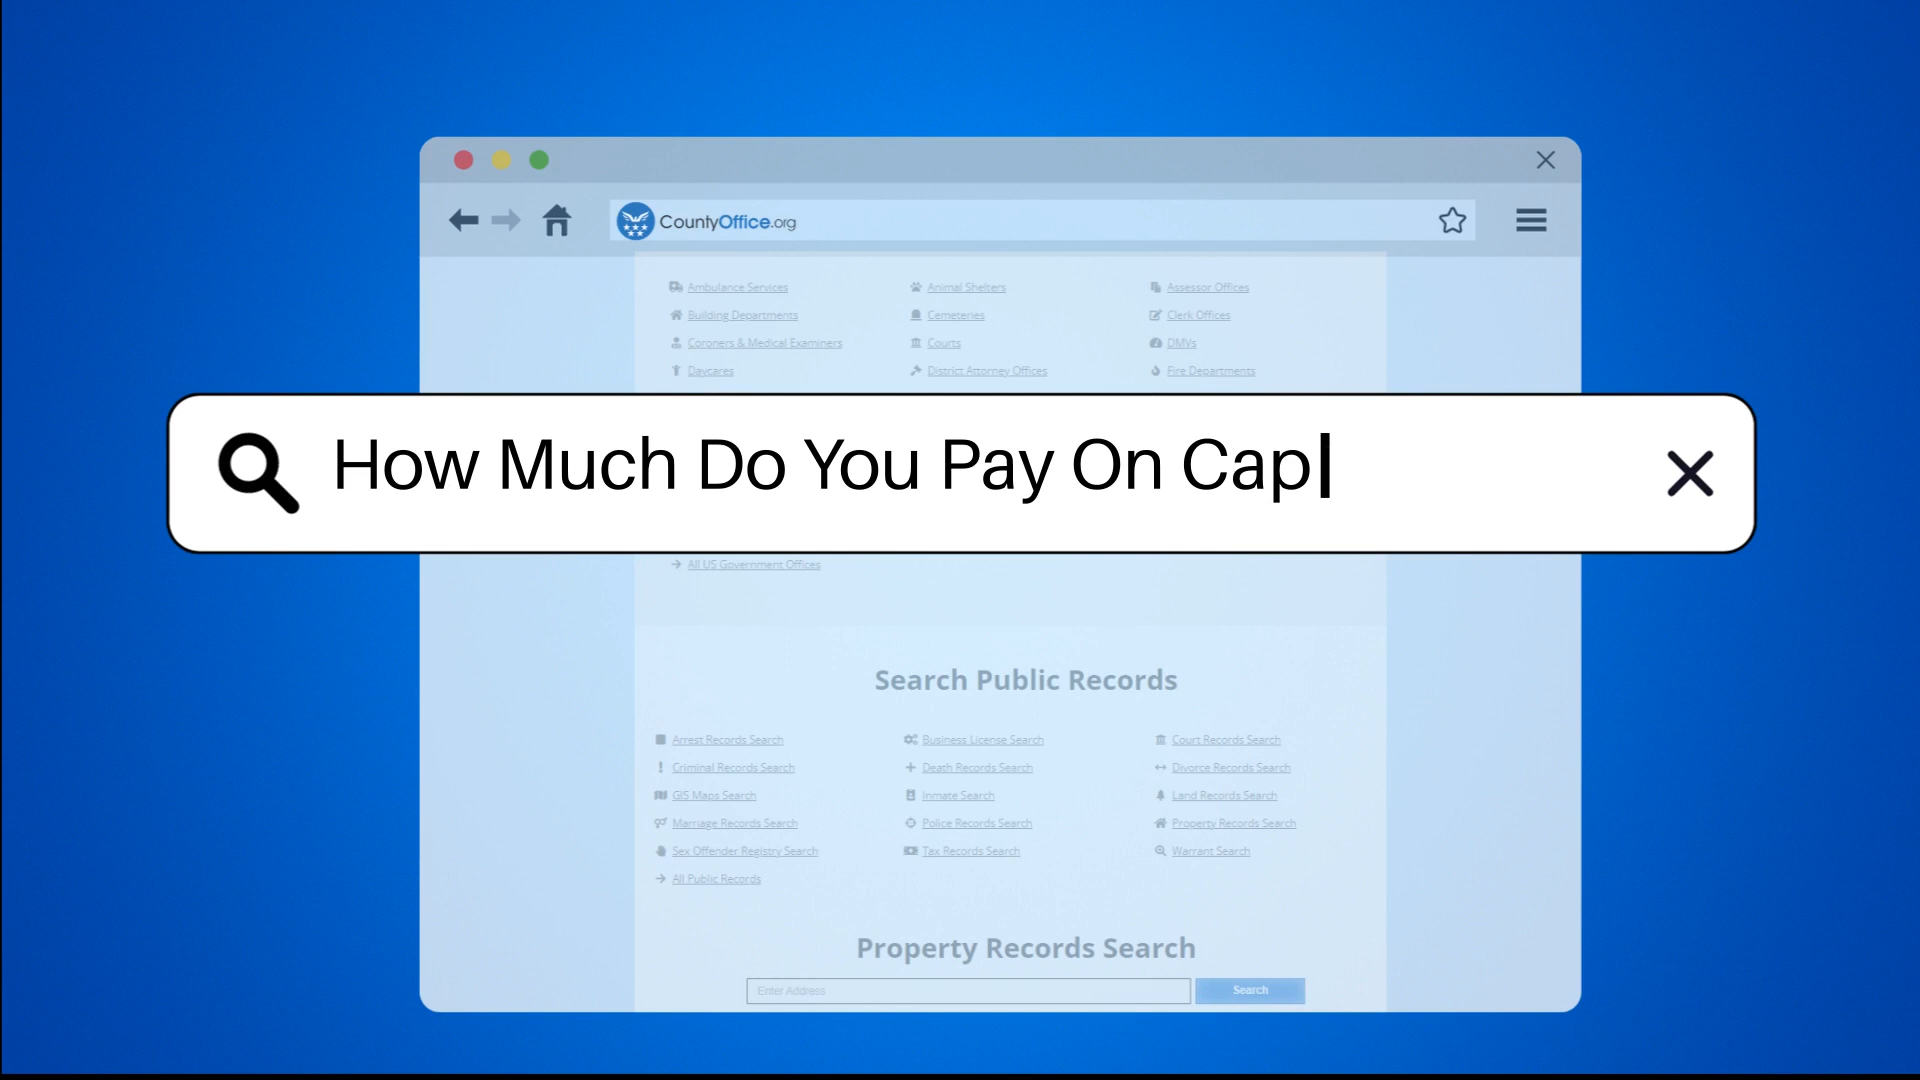 CountyOffice.org
Ambulance Services Animal Shelters Assessor Offices
Building Departments Cemeteries Clerk Offices
Coroners & Medical Examiners Courts DMVs
Daycares District Attorney Offices Fire Departments
How Much Do You Pay On Cap
All US Government Offices
Search Public Records
Arrest Records Search Business License Search Court Records Search
Criminal Records Search Death Records Search Divorce Records Search
GIS Maps Search Inmate Search Land Records Search
Marriage Records Search Police Records Search Property Records Search
Sex Offender Registry Search Tax Records Search Warrant Search
All Public Records
Property Records Search
Enter Address Search